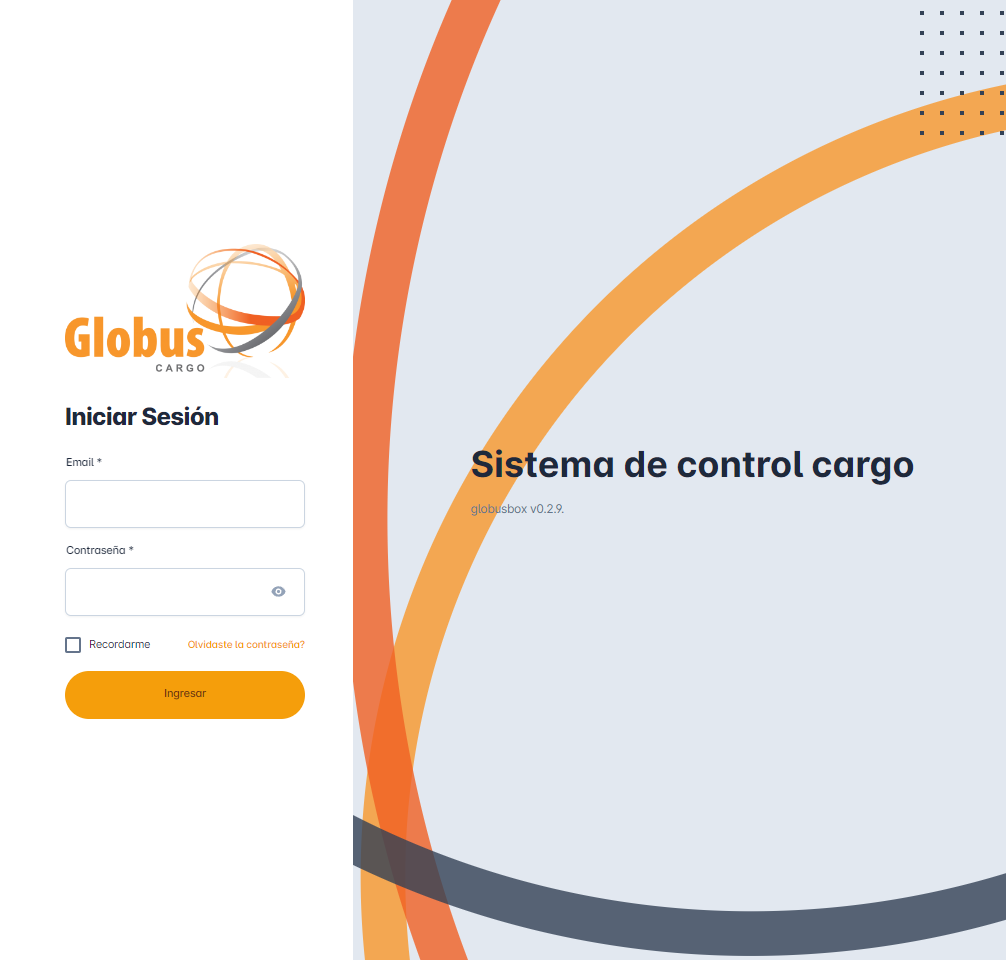 Globus
CARGO
Iniciar Sesión
Email *
Contraseña *
Recordarme
Olvidaste la contraseña?
Ingresar
Sistema de control cargo
globusbox v0.2.9.